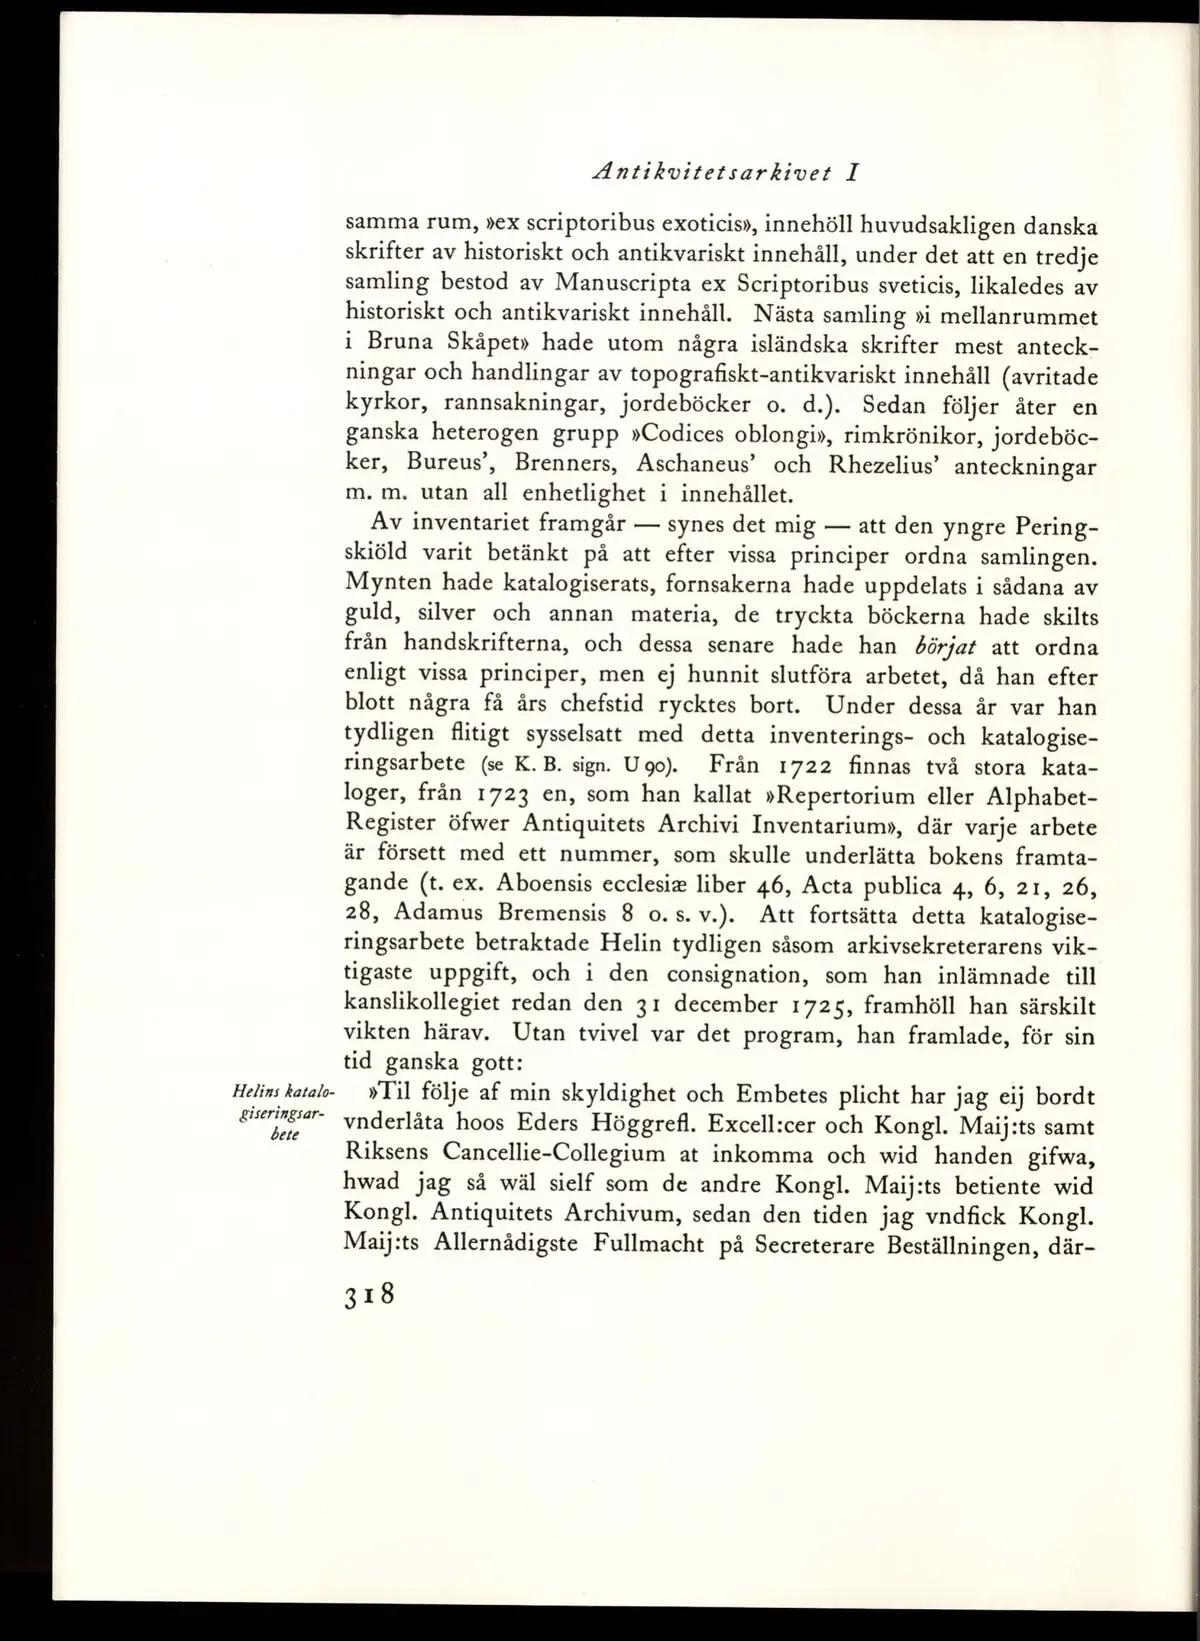 Antikvitetsarkivet I
samma rum, »ex scriptoribus exoticis», innehöll huvudsakligen danska
skrifter av historiskt och antikvariskt innehåll, under det att en tredje
samling bestod av Manuscripta ex Scriptoribus sveticis, likaledes av
historiskt och antikvariskt innehåll. Nästa samling »i mellanrummet
i Bruna Skåpet» hade utom några isländska skrifter mest anteck-
ningar och handlingar av topografiskt-antikvariskt innehåll (avritade
kyrkor, rannsakningar, jordeböcker o. d.). Sedan följer åter en
ganska heterogen grupp »Codices oblongi», rimkrönikor, jordeböc-
ker, Bureus', Brenners, Aschaneus' och Rhezelius' anteckningar
m. m. utan all enhetlighet i innehållet.
Av inventariet framgår — synes det mig — att den yngre Pering-
skiöld varit betänkt på att efter vissa principer ordna samlingen.
Mynten hade katalogiserats, fornsakerna hade uppdelats i sådana av
guld, silver och annan materia, de tryckta böckerna hade skilts
från handskrifterna, och dessa senare hade han börjat att ordna
enligt vissa principer, men ej hunnit slutföra arbetet, då han efter
blott några få års chefstid rycktes bort. Under dessa år var han
tydligen flitigt sysselsatt med detta inventerings- och katalogise-
ringsarbete (se K. B. sign. U 90). Från 1722 finnas två stora kata-
loger, från 1723 en, som han kallat »Repertorium eller Alphabet-
Register öfwer Antiquitets Archivi Inventarium», där varje arbete
är försett med ett nummer, som skulle underlätta bokens framta-
gande (t. ex. Aboensis ecclesiæ liber 46, Acta publica 4, 6, 21, 26,
28, Adamus Bremensis 8 o. s. v.). Att fortsätta detta katalogise-
ringsarbete betraktade Helin tydligen såsom arkivsekreterarens vik-
tigaste uppgift, och i den consignation, som han inlämnade till
kanslikollegiet redan den 31 december 1725, framhöll han särskilt
vikten härav. Utan tvivel var det program, han framlade, för sin
tid ganska gott:
Helins katalo-
giseringsar-
bete
»Til följe af min skyldighet och Embetes plicht har jag eij bordt
vnderlåta hoos Eders Höggrefl. Excell:cer och Kongl. Maij:ts samt
Riksens Cancellie-Collegium at inkomma och wid handen gifwa,
hwad jag så wäl sielf som de andre Kongl. Maij:ts betiente wid
Kongl. Antiquitets Archivum, sedan den tiden jag vndfick Kongl.
Maij:ts Allernådigste Fullmacht på Secreterare Beställningen, där-
318